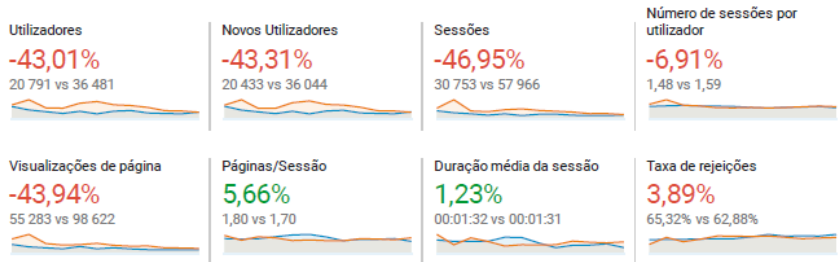 Utilizadores
-43,01%
20 791 vs 36 481
Novos Utilizadores
-43,31%
20 433 vs 36 044
Sessões
-46,95%
30 753 vs 57 966
Número de sessões por
utilizador
-6,91%
1,48 vs 1,59
Visualizações de página
-43,94%
55 283 vs 98 622
Páginas/Sessão
5,66%
1,80 vs 1,70
Duração média da sessão
1,23%
00:01:32 vs 00:01:31
Taxa de rejeições
3,89%
65,32% vs 62,88%